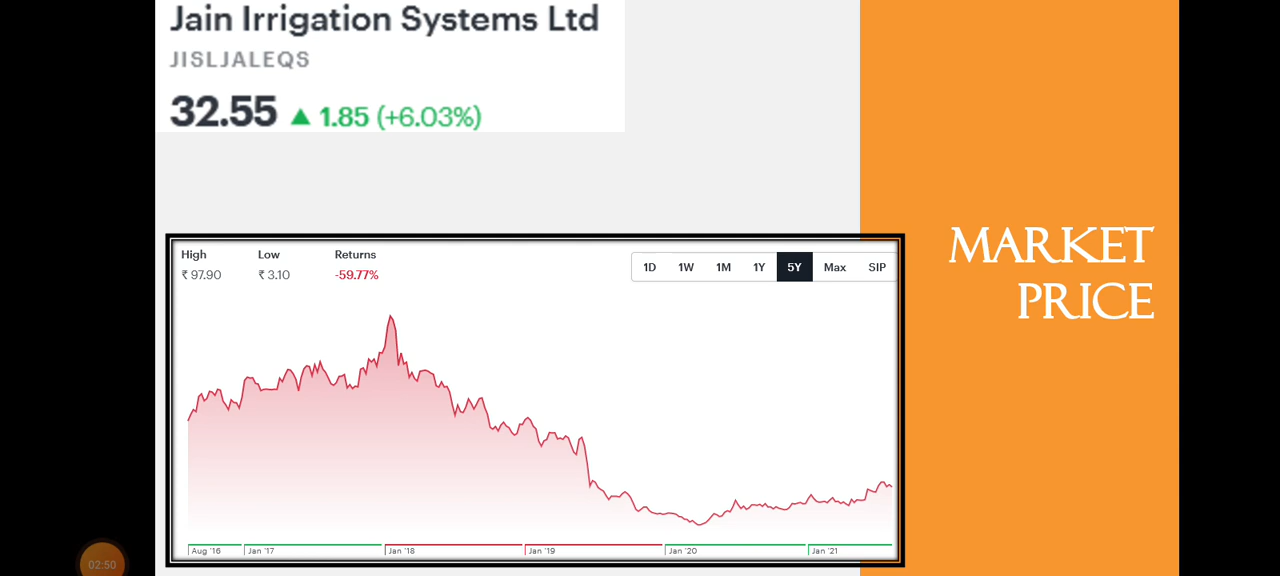 Jain Irrigation Systems Ltd
JISLJALEQS
32.55 ▲ 1.85 (+6.03%)
High Low Returns
₹ 97.90 ₹ 3.10 -59.77%
1D 1W 1M 1Y 5Y Max SIP
MARKET
PRICE
Aug '16 Jan '17 Jan '18 Jan '19 Jan '20 Jan '21
02:50